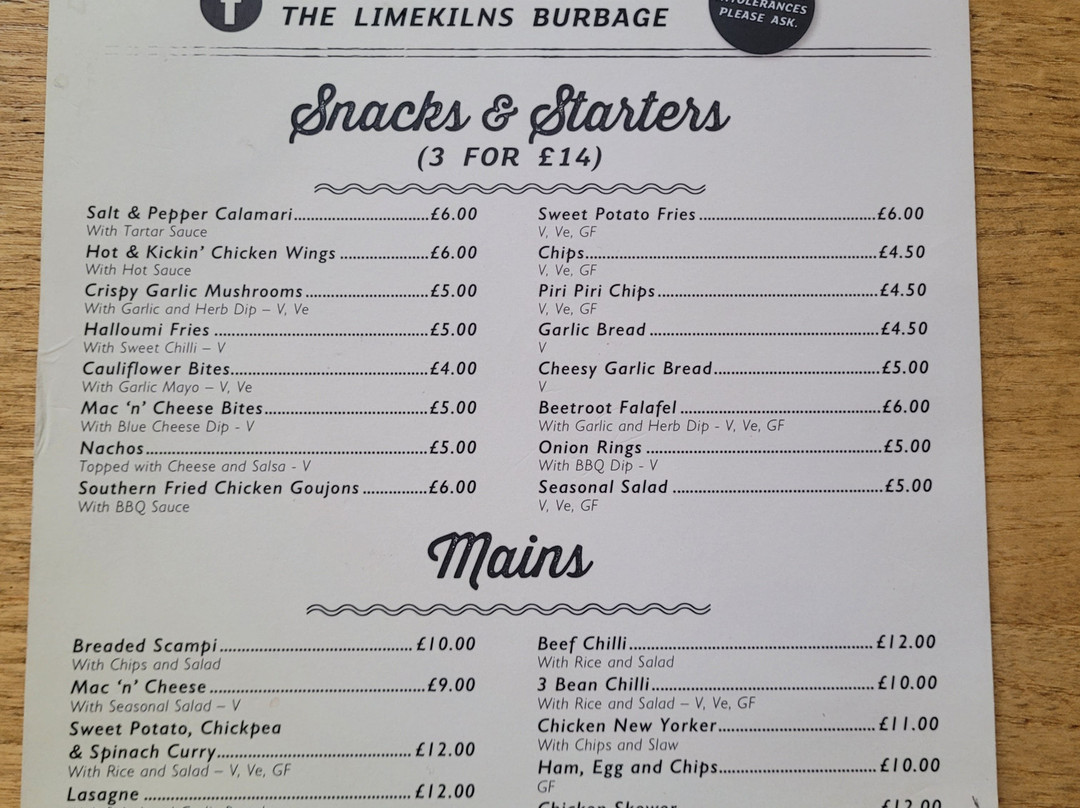 f
THE LIMEKILNS BURBAGE
PLEASE ASK.
Snacks & Starters
(3 FOR £14)
Salt & Pepper Calamari......£6.00
With Tartar Sauce
Hot & Kickin’ Chicken Wings......£6.00
With Hot Sauce
Crispy Garlic Mushrooms......£5.00
With Garlic and Herb Dip – V, Ve
Halloumi Fries......£5.00
With Sweet Chilli – V
Cauliflower Bites......£4.00
With Garlic Mayo – V, Ve
Mac ‘n’ Cheese Bites......£5.00
With Blue Cheese Dip - V
Nachos......£5.00
Topped with Cheese and Salsa - V
Southern Fried Chicken Goujons......£6.00
With BBQ Sauce
Sweet Potato Fries......£6.00
V, Ve, GF
Chips......£4.50
V, Ve, GF
Piri Piri Chips......£4.50
V, Ve, GF
Garlic Bread......£4.50
V
Cheesy Garlic Bread......£5.00
V
Beetroot Falafel......£6.00
With Garlic and Herb Dip - V, Ve, GF
Onion Rings......£5.00
With BBQ Dip - V
Seasonal Salad......£5.00
V, Ve, GF
Mains
Breaded Scampi......£10.00
With Chips and Salad
Mac ‘n’ Cheese......£9.00
With Seasonal Salad – V
Sweet Potato, Chickpea
& Spinach Curry......£12.00
With Rice and Salad – V, Ve, GF
Lasagne......£12.00
Beef Chilli......£12.00
With Rice and Salad
3 Bean Chilli......£10.00
With Rice and Salad – V, Ve, GF
Chicken New Yorker......£11.00
With Chips and Slaw
Ham, Egg and Chips......£10.00
GF
Chicken Skewer......£12.00